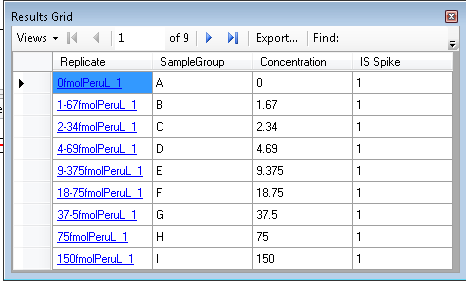 Results Grid
Views 1 of 9 Export... Find:
Replicate SampleGroup Concentration IS Spike
0fmolPeruL_1 A 0 1
1-67fmolPeruL_1 B 1.67 1
2-34fmolPeruL_1 C 2.34 1
4-69fmolPeruL_1 D 4.69 1
9-375fmolPeruL_1 E 9.375 1
18-75fmolPeruL_1 F 18.75 1
37-5fmolPeruL_1 G 37.5 1
75fmolPeruL_1 H 75 1
150fmolPeruL_1 I 150 1